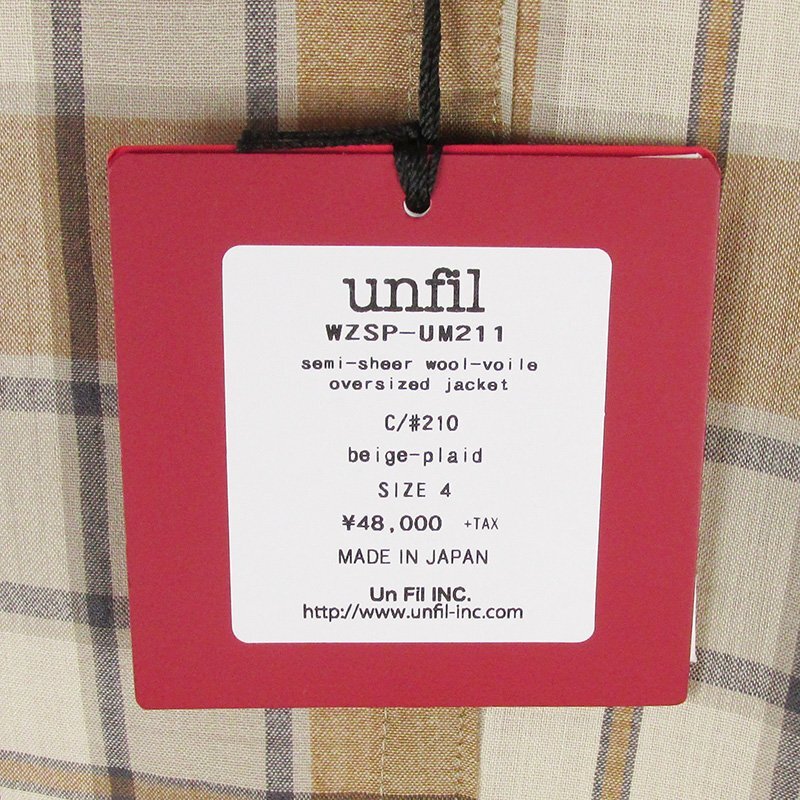 unfil
WZSP-UM211
semi-sheer wool-voile
oversized jacket
C/#210
beige-plaid
SIZE 4
¥48,000 +TAX
MADE IN JAPAN
Un Fil INC.
http://www.unfil-inc.com